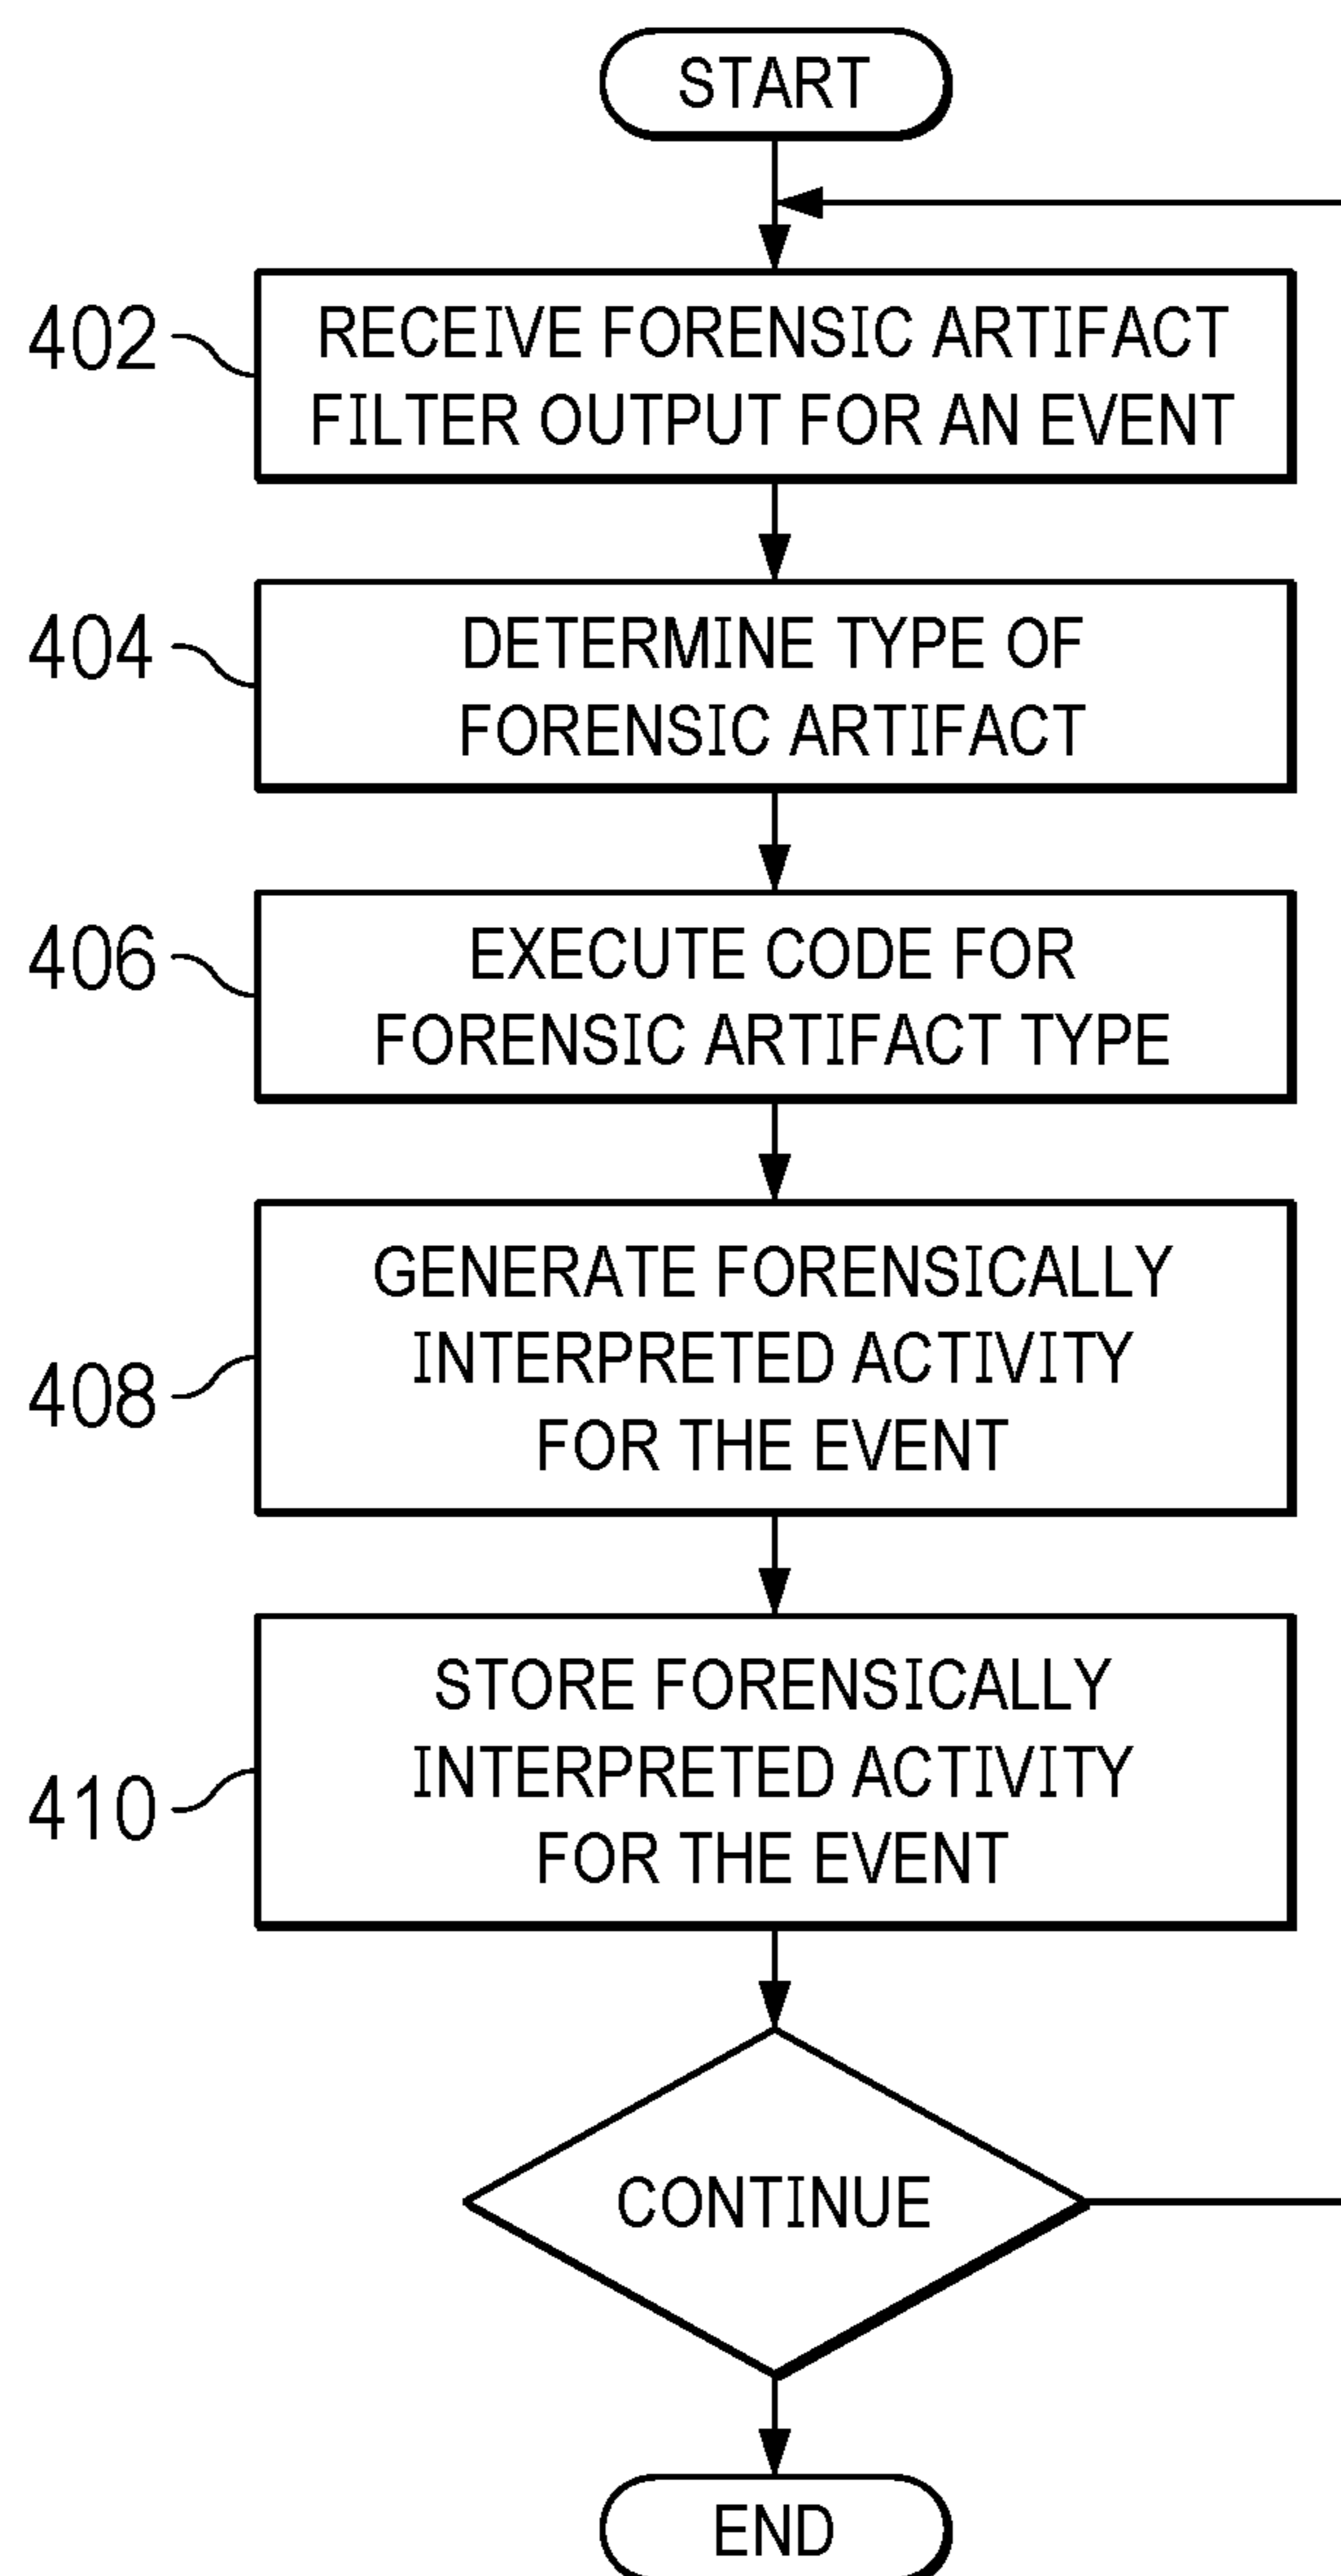 START
402
RECEIVE FORENSIC ARTIFACT
FILTER OUTPUT FOR AN EVENT
404
DETERMINE TYPE OF
FORENSIC ARTIFACT
406
EXECUTE CODE FOR
FORENSIC ARTIFACT TYPE
408
GENERATE FORENSICALLY
INTERPRETED ACTIVITY
FOR THE EVENT
410
STORE FORENSICALLY
INTERPRETED ACTIVITY
FOR THE EVENT
CONTINUE
END